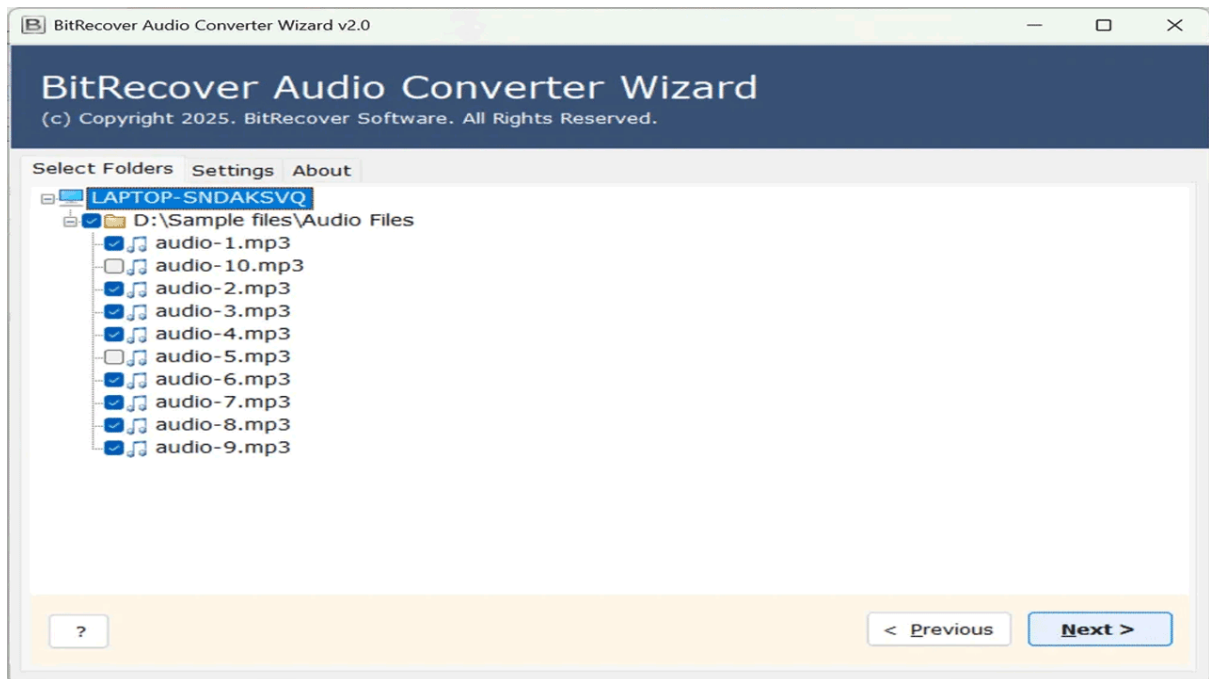 BitRecover Audio Converter Wizard v2.0
BitRecover Audio Converter Wizard
(c) Copyright 2025. BitRecover Software. All Rights Reserved.
Select Folders Settings About
LAPTOP-SNDAKSVQ
D:\Sample files\Audio Files
audio-1.mp3
audio-10.mp3
audio-2.mp3
audio-3.mp3
audio-4.mp3
audio-5.mp3
audio-6.mp3
audio-7.mp3
audio-8.mp3
audio-9.mp3
? < Previous Next >